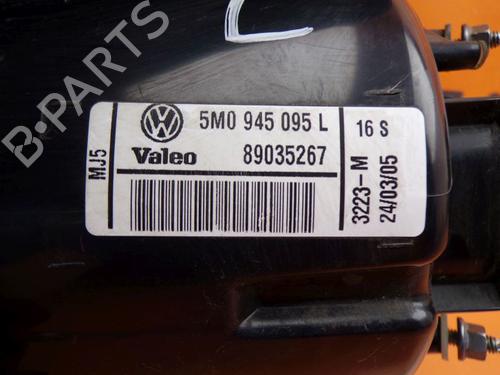 5M0 945 095 L
Valeo 89035267
MJ5
16 S
3223-M
24/03/05
B-PARTS